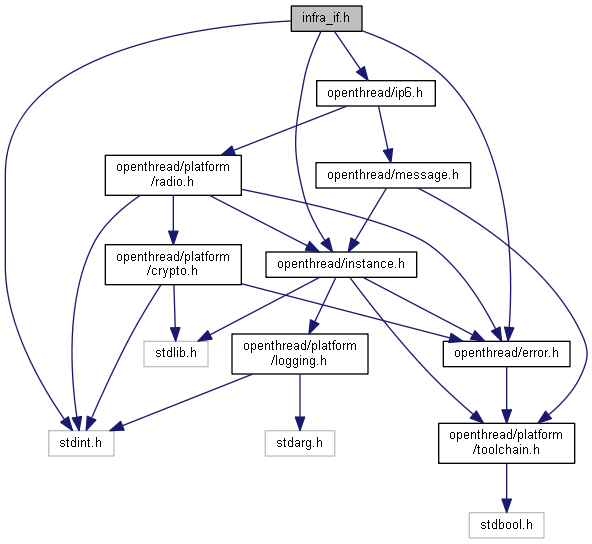 infra_if.h
openthread/ip6.h
openthread/platform
/radio.h
openthread/message.h
openthread/platform
/crypto.h
openthread/instance.h
stdlib.h
openthread/platform
/logging.h
openthread/error.h
stdint.h
stdarg.h
openthread/platform
/toolchain.h
stdbool.h